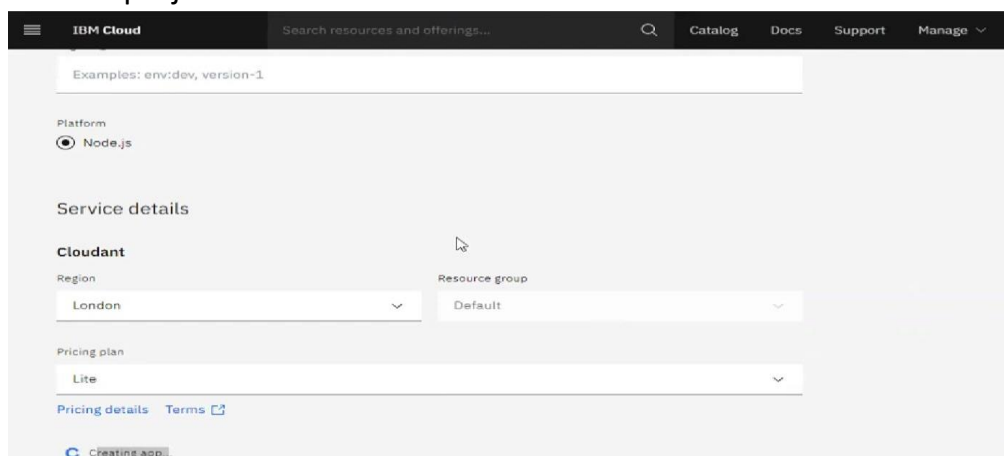 IBM Cloud Search resources and offerings... Catalog Docs Support Manage
Examples: env:dev, version-1
Platform
Node.js
Service details
Cloudant
Region Resource group
London Default
Pricing plan
Lite
Pricing details Terms
Creating app...